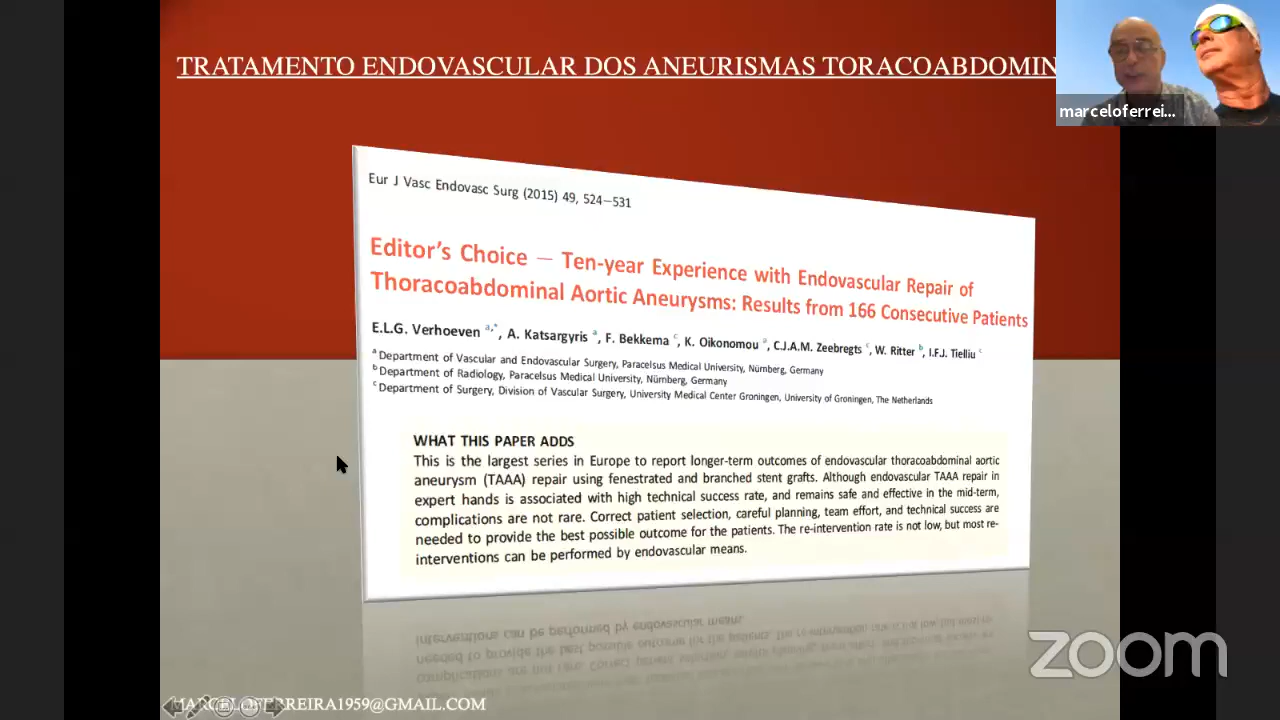 TRATAMENTO ENDOVASCULAR DOS ANEURISMAS TORACOABDOMIN
marceloferrei...
Eur J Vasc Endovasc Surg (2015) 49, 524–531
Editor's Choice — Ten-year Experience with Endovascular Repair of
Thoracoabdominal Aortic Aneurysms: Results from 166 Consecutive Patients
E.L.G. Verhoeven a,*, A. Katsargyris a, F. Bekkema c, K. Oikonomou a, C.J.A.M. Zeebregts c, W. Ritter b, I.F.J. Tielliu c
a Department of Vascular and Endovascular Surgery, Paracelsus Medical University, Nürnberg, Germany
b Department of Radiology, Paracelsus Medical University, Nürnberg, Germany
c Department of Surgery, Division of Vascular Surgery, University Medical Center Groningen, University of Groningen, The Netherlands
WHAT THIS PAPER ADDS
This is the largest series in Europe to report longer-term outcomes of endovascular thoracoabdominal aortic
aneurysm (TAAA) repair using fenestrated and branched stent grafts. Although endovascular TAAA repair in
expert hands is associated with high technical success rate, and remains safe and effective in the mid-term,
complications are not rare. Correct patient selection, careful planning, team effort, and technical success are
needed to provide the best possible outcome for the patients. The re-intervention rate is not low, but most re-
interventions can be performed by endovascular means.
zoom
MARCELOFERREIRA1959@GMAIL.COM